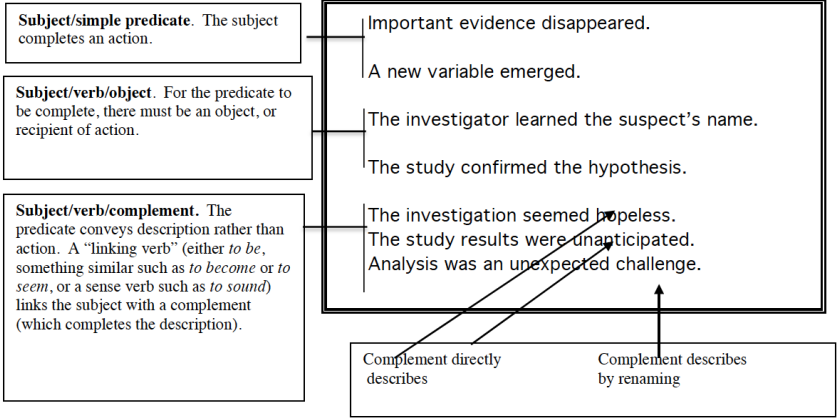 Subject/simple predicate. The subject
completes an action.
Subject/verb/object. For the predicate to
be complete, there must be an object, or
recipient of action.
Subject/verb/complement. The
predicate conveys description rather than
action. A “linking verb” (either to be,
something similar such as to become or to
seem, or a sense verb such as to sound)
links the subject with a complement
(which completes the description).
Important evidence disappeared.
A new variable emerged.
The investigator learned the suspect’s name.
The study confirmed the hypothesis.
The investigation seemed hopeless.
The study results were unanticipated.
Analysis was an unexpected challenge.
Complement directly
describes
Complement describes
by renaming